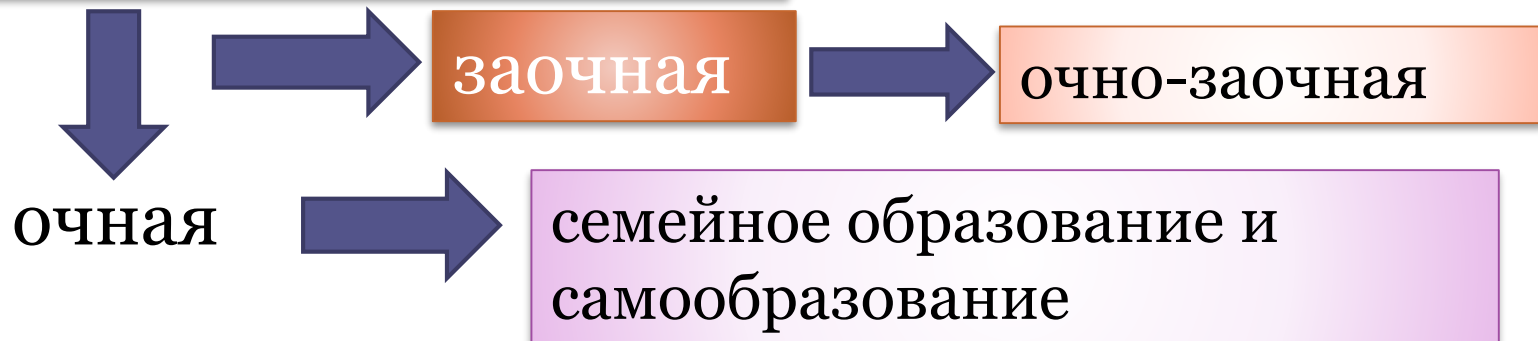 заочная
очно-заочная
очная
семейное образование и
самообразование